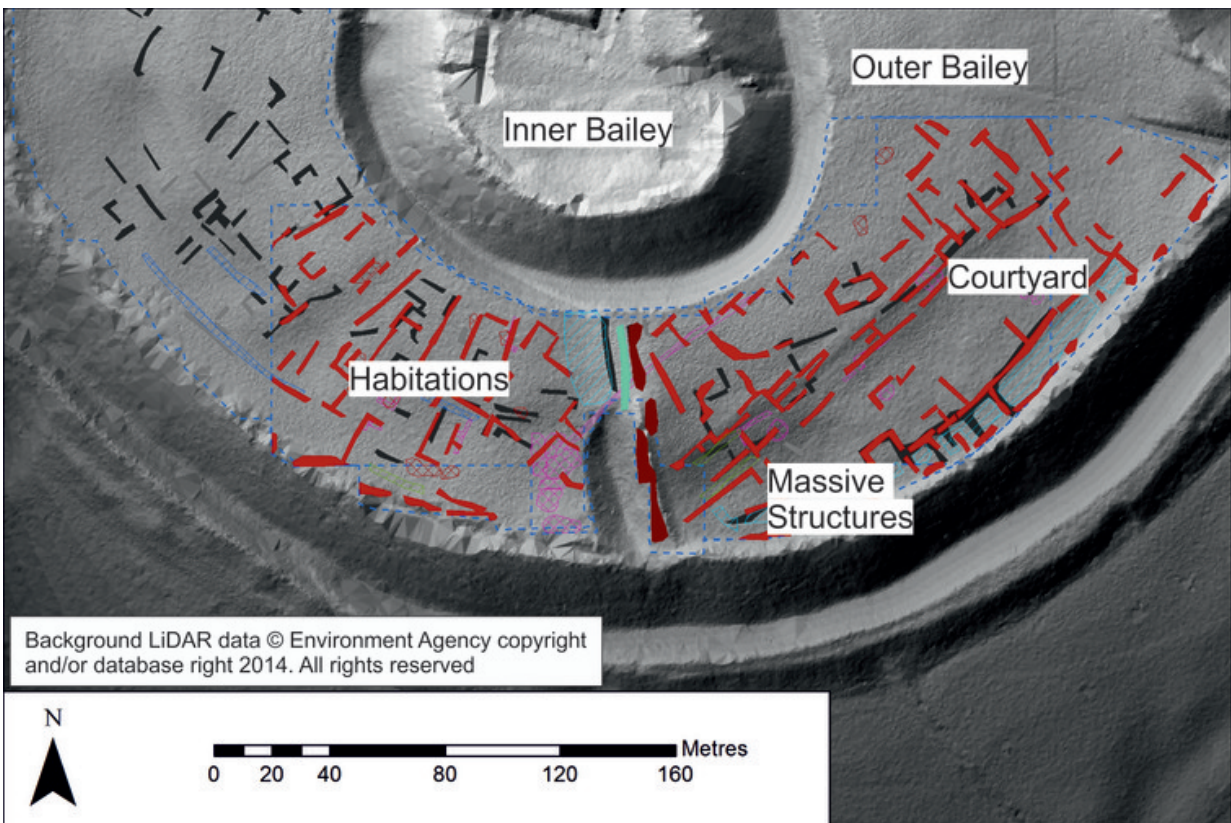 Outer Bailey
Inner Bailey
Courtyard
Habitations
Massive
Structures
Background LiDAR data © Environment Agency copyright
and/or database right 2014. All rights reserved
N
Metres
0 20 40 80 120 160